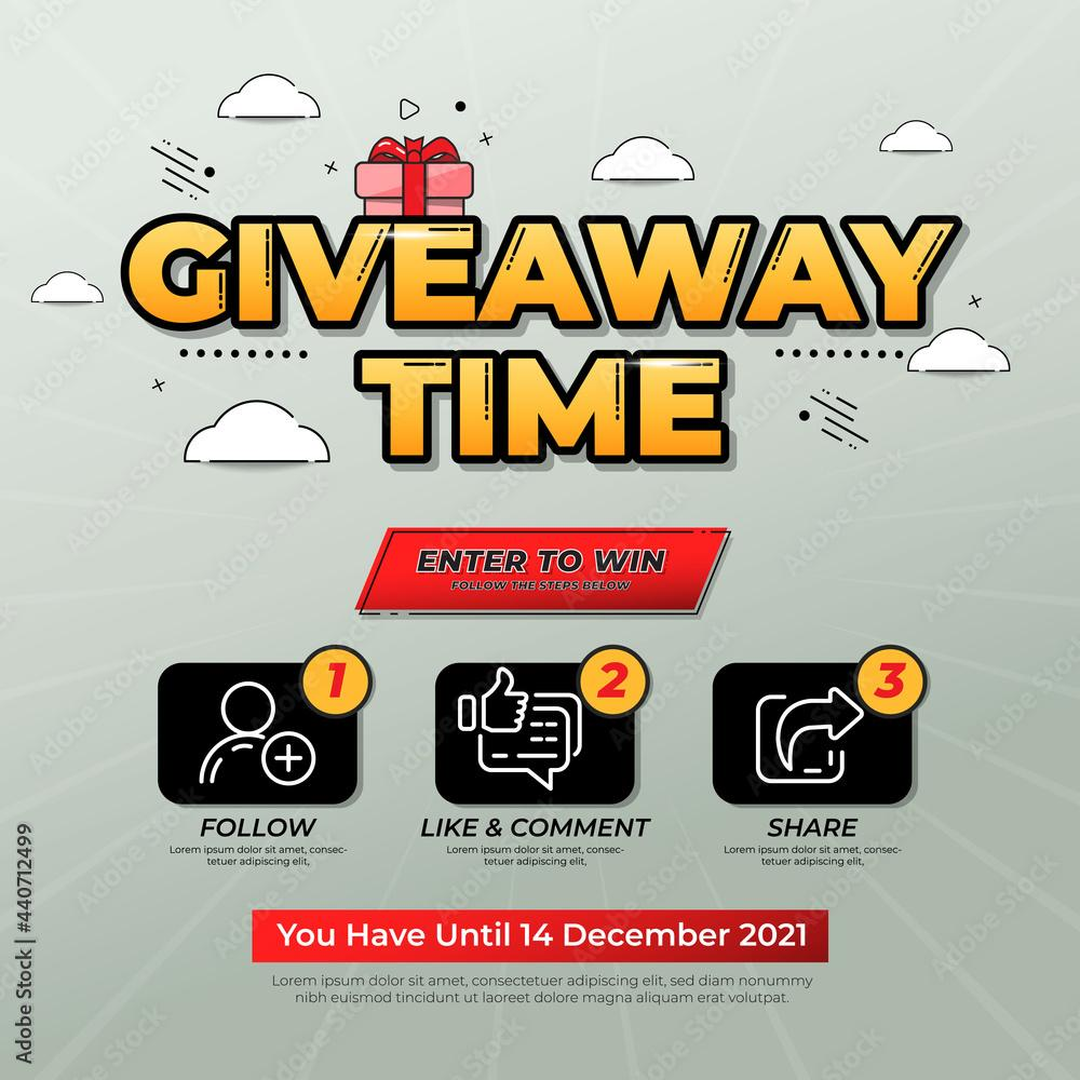 GIVEAWAY
TIME
ENTER TO WIN
FOLLOW THE STEPS BELOW
1
2
3
FOLLOW
LIKE & COMMENT
SHARE
Lorem ipsum dolor sit amet, consec-
tetuer adipiscing elit,
Lorem ipsum dolor sit amet, consec-
tetuer adipiscing elit,
Lorem ipsum dolor sit amet, consec-
tetuer adipiscing elit,
You Have Until 14 December 2021
Lorem ipsum dolor sit amet, consectetuer adipiscing elit, sed diam nonummy
nibh euismod tincidunt ut laoreet dolore magna aliquam erat volutpat.
Adobe Stock | #440712499